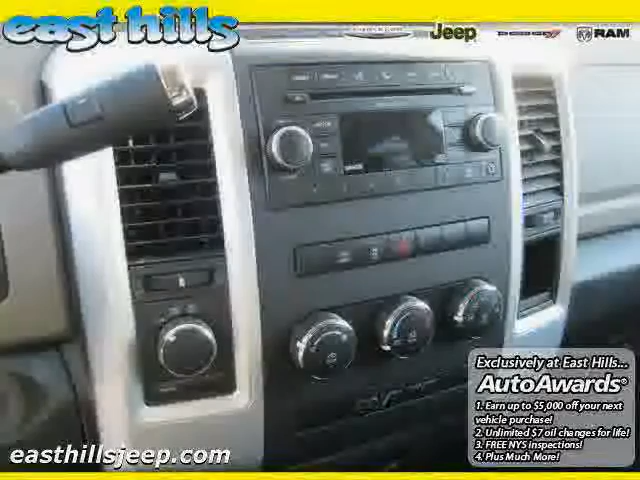 east hills
Jeep
DODGE
RAM
Exclusively at East Hills...
AutoAwards®
1. Earn up to $5,000 off your next
vehicle purchase!
2. Unlimited $7 oil changes for life!
3. FREE NYS inspections!
4. Plus Much More!
easthillsjeep.com